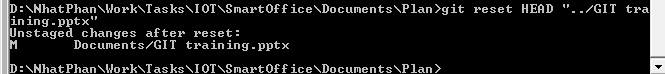 D:\NhatPhan\Work\Tasks\IOT\SmartOffice\Documents\Plan>git reset HEAD "../GIT tra
ining.pptx"
Unstaged changes after reset:
M       Documents/GIT training.pptx
D:\NhatPhan\Work\Tasks\IOT\SmartOffice\Documents\Plan>